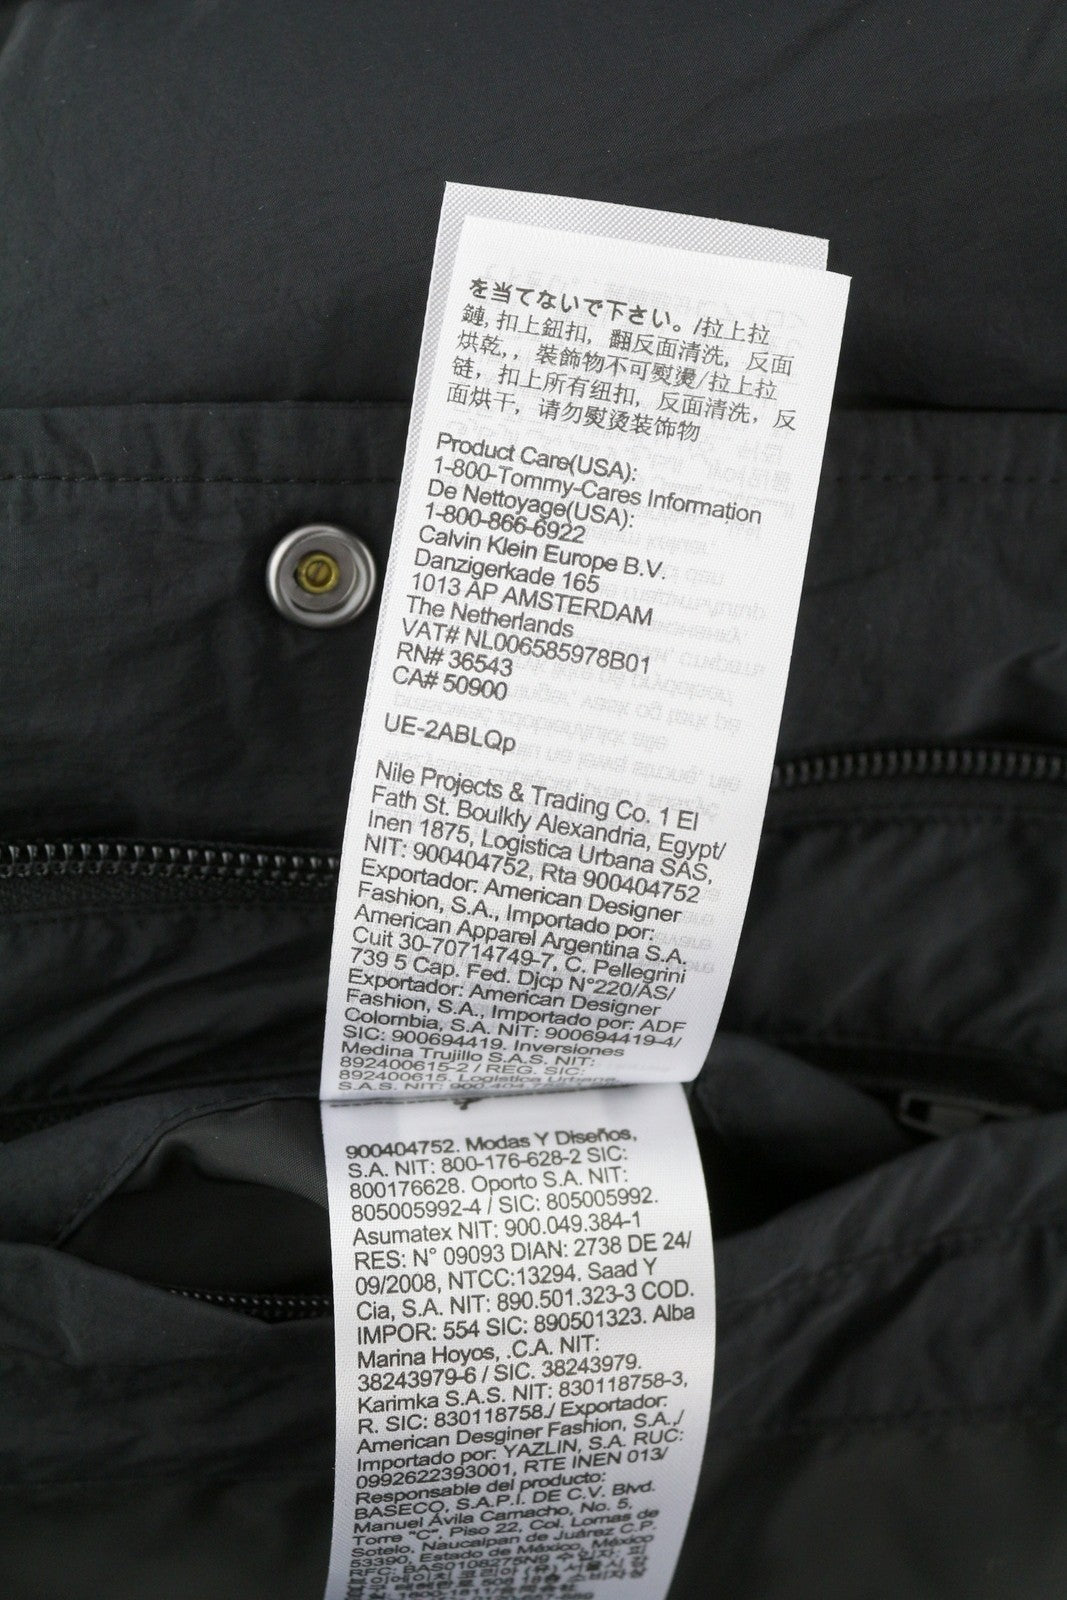 を当てないで下さい。/拉上拉
鏈, 扣上鈕扣, 翻反面清洗, 反面
烘乾,, 裝飾物不可熨燙/拉上拉
链, 扣上所有纽扣, 反面清洗, 反
面烘干, 请勿熨烫装饰物
Product Care(USA):
1-800-Tommy-Cares Information
De Nettoyage(USA):
1-800-866-6922
Calvin Klein Europe B.V.
Danzigerkade 165
1013 AP AMSTERDAM
The Netherlands
VAT# NL006585978B01
RN# 36543
CA# 50900
UE-2ABLQp
Nile Projects & Trading Co. 1 El
Fath St. Boulkly Alexandria, Egypt/
Inen 1875, Logistica Urbana SAS,
NIT: 900404752, Rta 900404752
Exportador: American Designer
Fashion, S.A., Importado por:
American Apparel Argentina S.A.
Cuit 30-70714749-7, C. Pellegrini
739 5 Cap. Fed. Djcp N°220/AS/
Exportador: American Designer
Fashion, S.A., Importado por: ADF
Colombia, S.A. NIT: 900694419-4/
SIC: 900694419. Inversiones
Medina Trujillo S.A.S. NIT:
892400615-2 / REG. SIC:
892400615. Logistica Urbana
S.A.S. NIT: 900.404.
900404752. Modas Y Diseños,
S.A. NIT: 800-176-628-2 SIC:
800176628. Oporto S.A. NIT:
805005992-4 / SIC: 805005992.
Asumatex NIT: 900.049.384-1
RES: N° 09093 DIAN: 2738 DE 24/
09/2008, NTCC:13294. Saad Y
Cia, S.A. NIT: 890.501.323-3 COD.
IMPOR: 554 SIC: 890501323. Alba
Marina Hoyos, .C.A. NIT:
38243979-6 / SIC. 38243979.
Karimka S.A.S. NIT: 830118758-3,
R. SIC: 830118758./ Exportador:
American Desginer Fashion, S.A.,/
Importado por: YAZLIN, S.A. RUC:
0992622393001, RTE INEN 013/
Responsable del producto:
BASECO, S.A.P.I. DE C.V. Blvd.
Manuel Ávila Camacho, No. 5,
Torre "C", Piso 22, Col, Lomas de
Sotelo, Naucalpan de Juárez C.P.
53390, Estado de México, México
RFC: BAS0108275N9